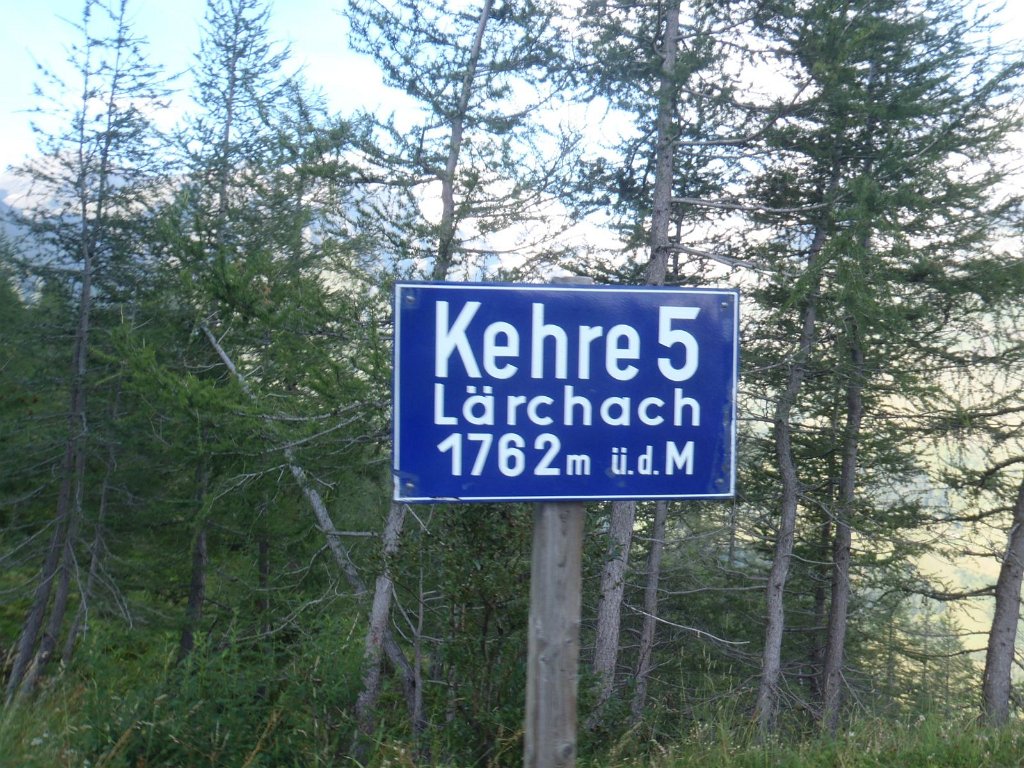 Kehre 5
Lärchach
1762m ü.d.M